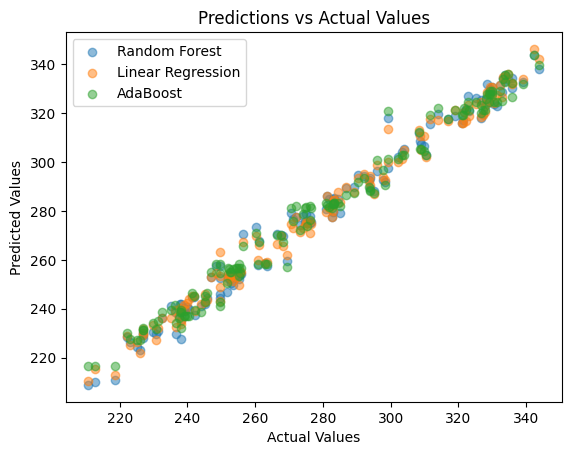 Predictions vs Actual Values
Random Forest
Linear Regression
AdaBoost
Predicted Values
340
320
300
280
260
240
220
220
240
260
280
300
320
340
Actual Values